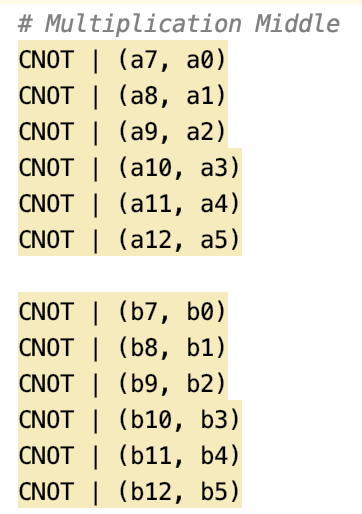 # Multiplication Middle
CNOT | (a7, a0)
CNOT | (a8, a1)
CNOT | (a9, a2)
CNOT | (a10, a3)
CNOT | (a11, a4)
CNOT | (a12, a5)
CNOT | (b7, b0)
CNOT | (b8, b1)
CNOT | (b9, b2)
CNOT | (b10, b3)
CNOT | (b11, b4)
CNOT | (b12, b5)